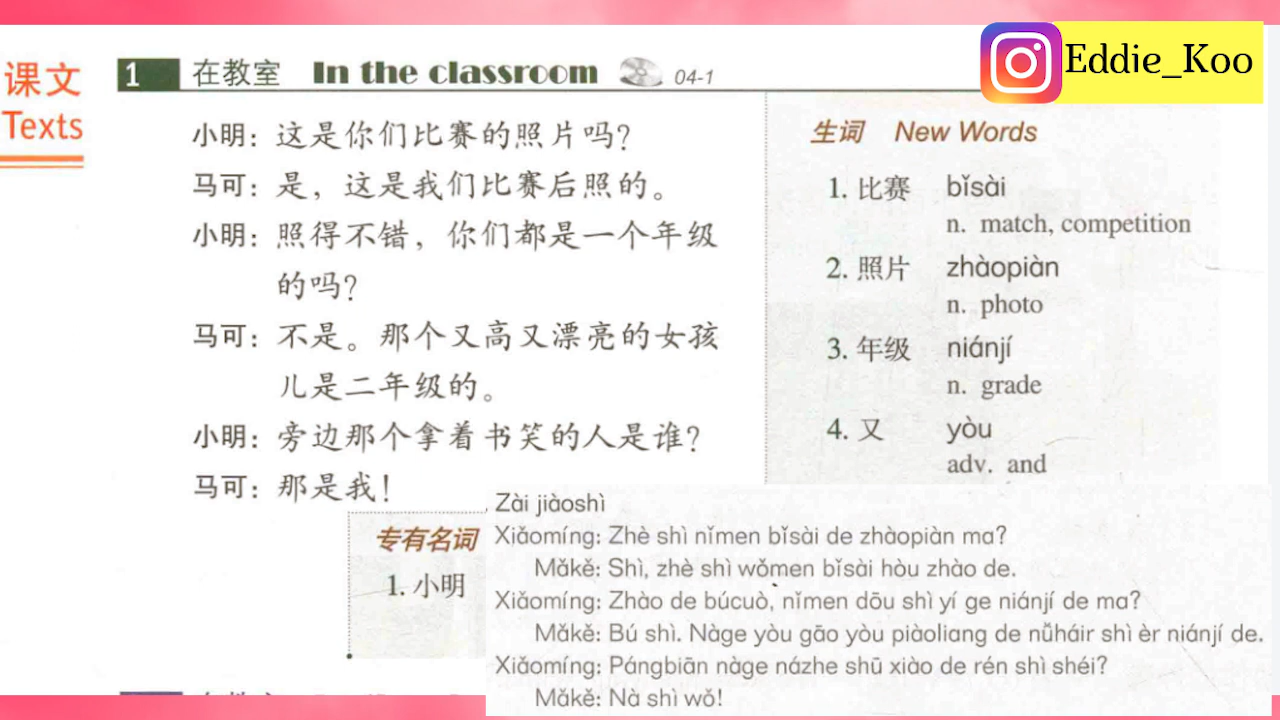 Eddie_Koo
课文
Texts
1 在教室 In the classroom 04-1
小明：这是你们比赛的照片吗？
马可：是，这是我们比赛后照的。
小明：照得不错，你们都是一个年级
的吗？
马可：不是。那个又高又漂亮的女孩
儿是二年级的。
小明：旁边那个拿着书笑的人是谁？
马可：那是我！
生词 New Words
1. 比赛 bǐsài
n. match, competition
2. 照片 zhàopiàn
n. photo
3. 年级 niánjí
n. grade
4. 又 yòu
adv. and
专有名词
1. 小明
Zài jiàoshì
Xiǎomíng: Zhè shì nǐmen bǐsài de zhàopiàn ma?
Mǎkě: Shì, zhè shì wǒmen bǐsài hòu zhào de.
Xiǎomíng: Zhào de búcuò, nǐmen dōu shì yí ge niánjí de ma?
Mǎkě: Bú shì. Nàge yòu gāo yòu piàoliang de nǚháir shì èr niánjí de.
Xiǎomíng: Pángbiān nàge názhe shū xiào de rén shì shéi?
Mǎkě: Nà shì wǒ!